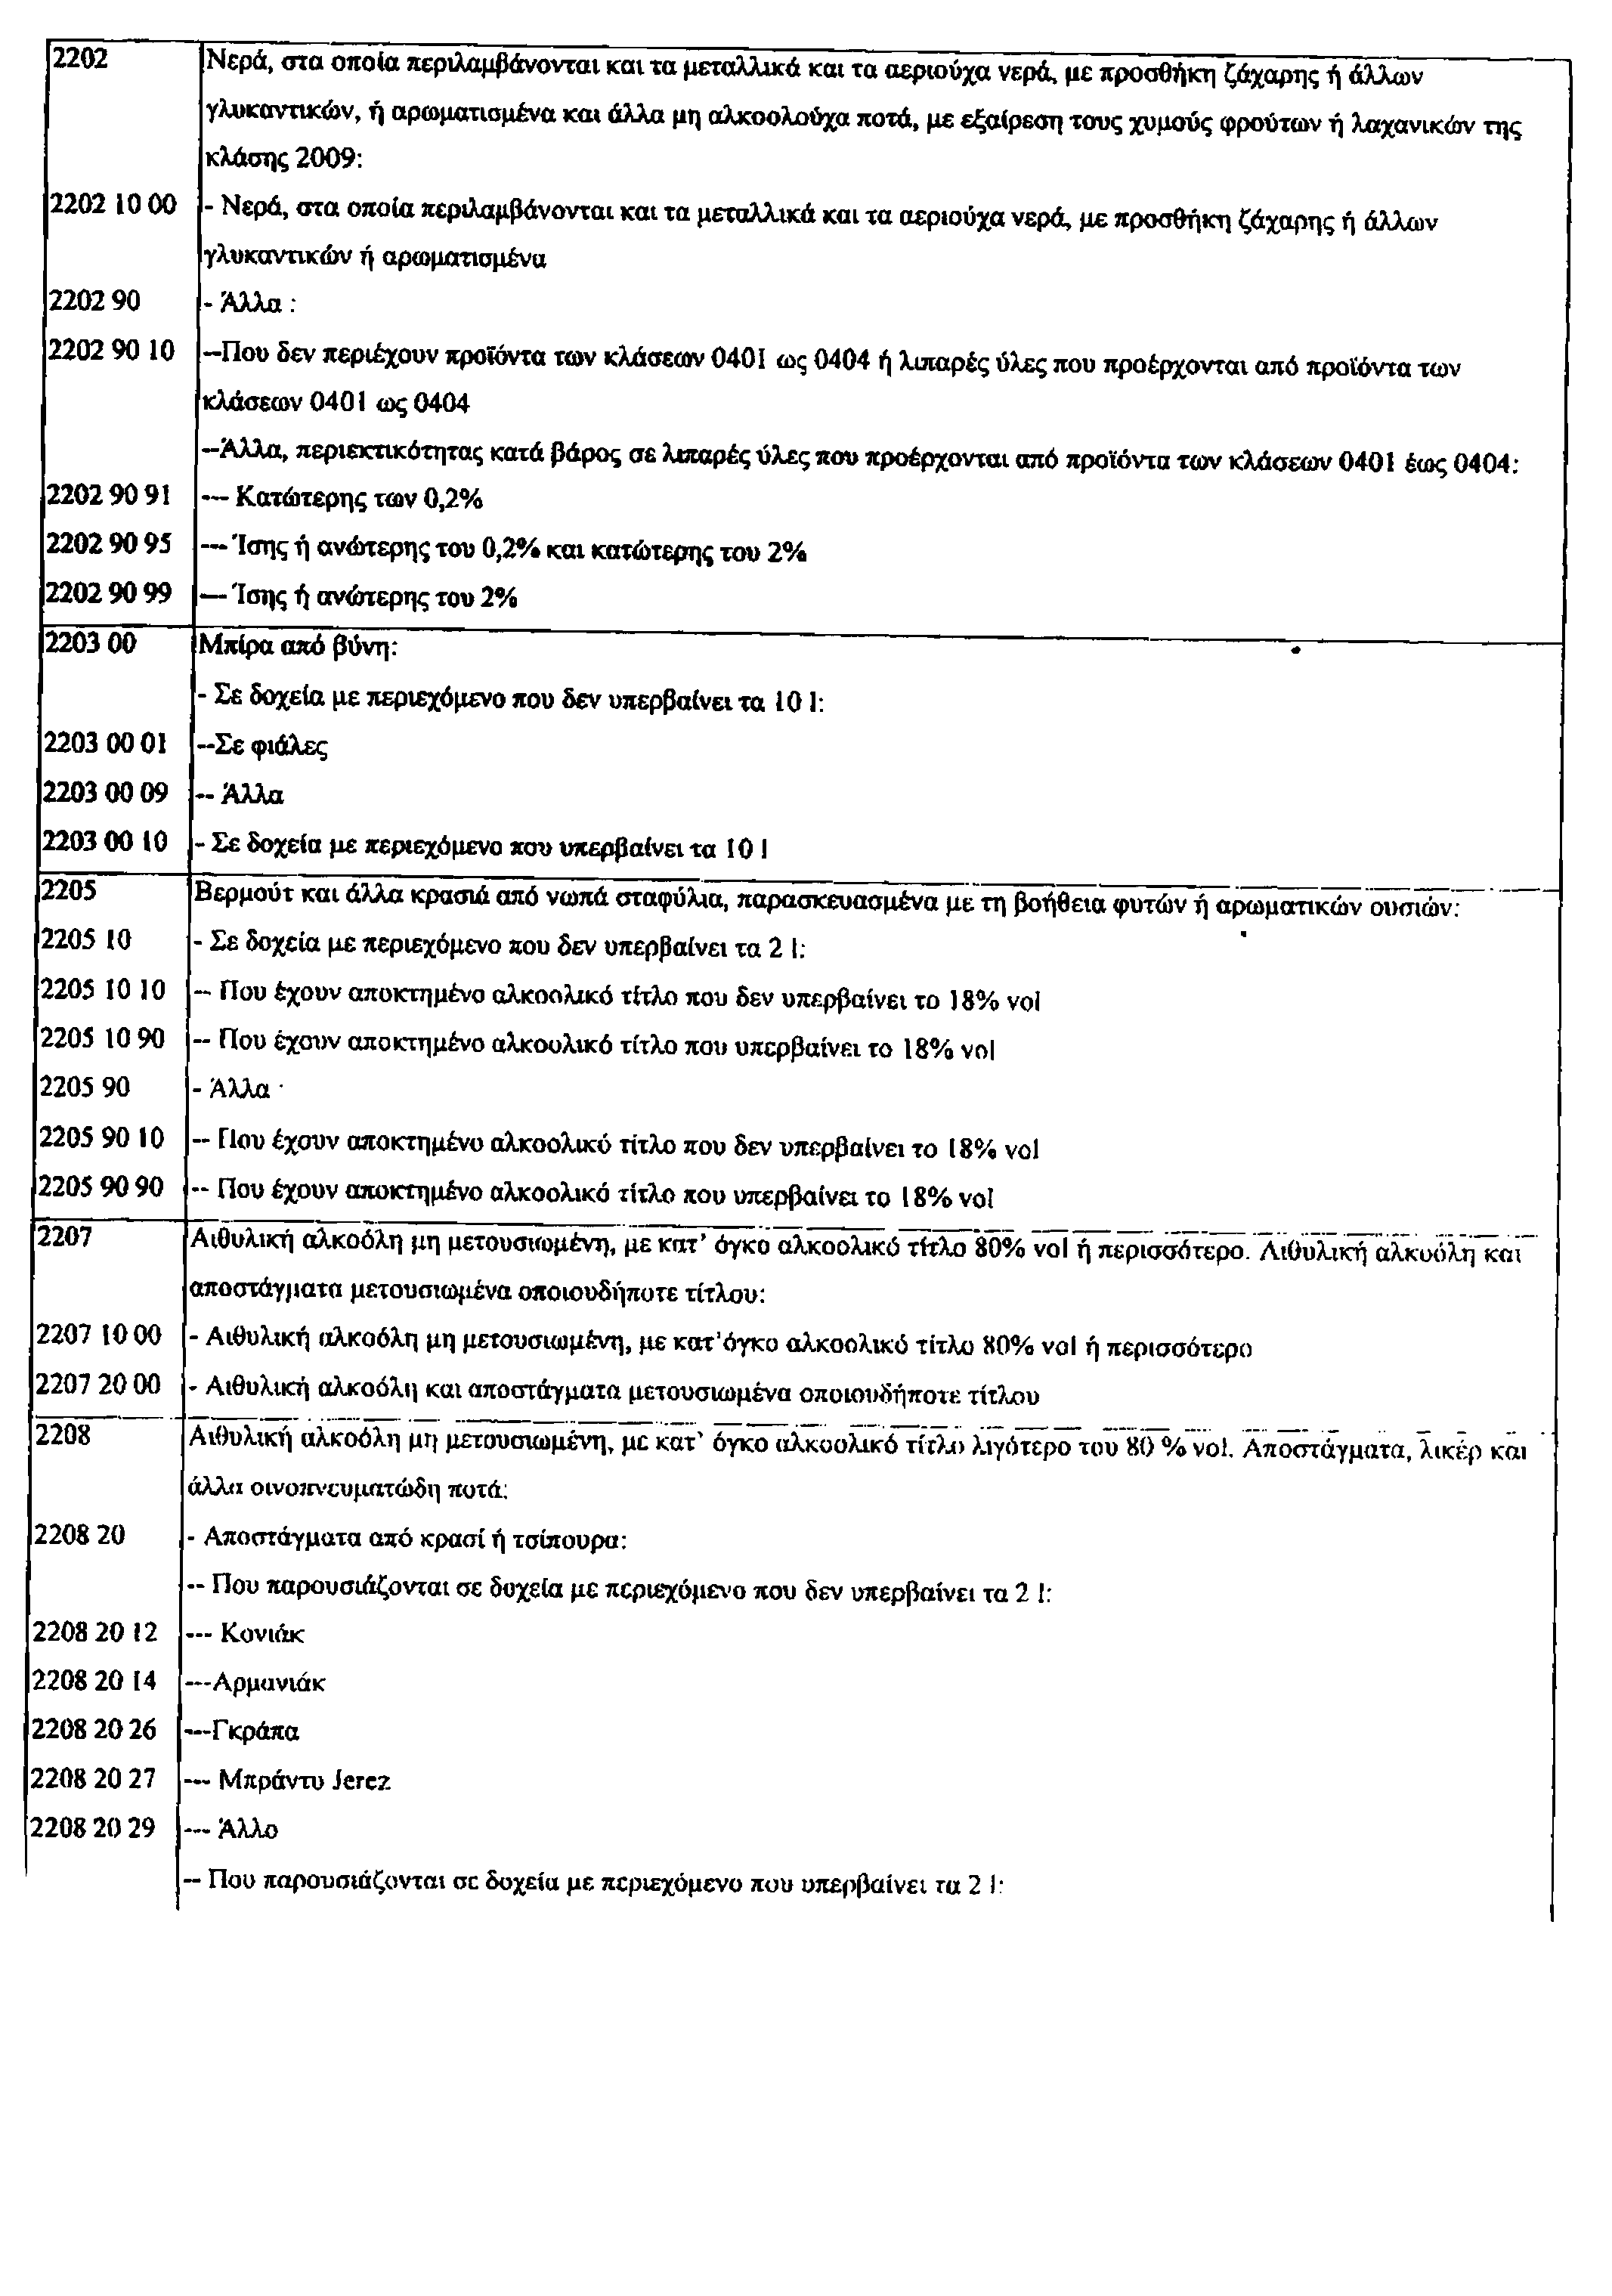 2202 Νερά, στα οποία περιλαμβάνονται και τα μεταλλικά και τα αεριούχα νερά, με προσθήκη ζάχαρης ή άλλων
γλυκαντικών, ή αρωματισμένα και άλλα μη αλκοολούχα ποτά, με εξαίρεση τους χυμούς φρούτων ή λαχανικών της
κλάσης 2009:
2202 10 00 - Νερά, στα οποία περιλαμβάνονται και τα μεταλλικά και τα αεριούχα νερά, με προσθήκη ζάχαρης ή άλλων
γλυκαντικών ή αρωματισμένα
2202 90 - Άλλα :
2202 90 10 --Που δεν περιέχουν προϊόντα των κλάσεων 0401 ως 0404 ή λιπαρές ύλες που προέρχονται από προϊόντα των
κλάσεων 0401 ως 0404
--Άλλα, περιεκτικότητας κατά βάρος σε λιπαρές ύλες που προέρχονται από προϊόντα των κλάσεων 0401 έως 0404:
2202 90 91 --- Κατώτερης των 0,2%
2202 90 95 --- Ίσης ή ανώτερης του 0,2% και κατώτερης του 2%
2202 90 99 --- Ίσης ή ανώτερης του 2%
2203 00 Μπίρα από βύνη:
- Σε δοχεία με περιεχόμενο που δεν υπερβαίνει τα 10 l:
2203 00 01 --Σε φιάλες
2203 00 09 -- Άλλα
2203 00 10 - Σε δοχεία με περιεχόμενο που υπερβαίνει τα 10 l
2205 Βερμούτ και άλλα κρασιά από νωπά σταφύλια, παρασκευασμένα με τη βοήθεια φυτών ή αρωματικών ουσιών:
2205 10 - Σε δοχεία με περιεχόμενο που δεν υπερβαίνει τα 2 l:
2205 10 10 -- Που έχουν αποκτημένο αλκοολικό τίτλο που δεν υπερβαίνει το 18% vol
2205 10 90 -- Που έχουν αποκτημένο αλκοολικό τίτλο που υπερβαίνει το 18% vol
2205 90 - Άλλα :
2205 90 10 -- Που έχουν αποκτημένο αλκοολικό τίτλο που δεν υπερβαίνει το 18% vol
2205 90 90 -- Που έχουν αποκτημένο αλκοολικό τίτλο που υπερβαίνει το 18% vol
2207 Αιθυλική αλκοόλη μη μετουσιωμένη, με κατ' όγκο αλκοολικό τίτλο 80% vol ή περισσότερο. Αιθυλική αλκοόλη και
αποστάγματα μετουσιωμένα οποιουδήποτε τίτλου:
2207 10 00 - Αιθυλική αλκοόλη μη μετουσιωμένη, με κατ'όγκο αλκοολικό τίτλο 80% vol ή περισσότερο
2207 20 00 - Αιθυλική αλκοόλη και αποστάγματα μετουσιωμένα οποιουδήποτε τίτλου
2208 Αιθυλική αλκοόλη μη μετουσιωμένη, με κατ' όγκο αλκοολικό τίτλο λιγότερο του 80 % vol. Αποστάγματα, λικέρ και
άλλα οινοπνευματώδη ποτά:
2208 20 - Αποστάγματα από κρασί ή τσίπουρα:
-- Που παρουσιάζονται σε δοχεία με περιεχόμενο που δεν υπερβαίνει τα 2 l:
2208 20 12 --- Κονιάκ
2208 20 14 ---Αρμανιάκ
2208 20 26 ---Γκράπα
2208 20 27 --- Μπράντυ Jerez
2208 20 29 --- Άλλο
-- Που παρουσιάζονται σε δοχεία με περιεχόμενο που υπερβαίνει τα 2 l: